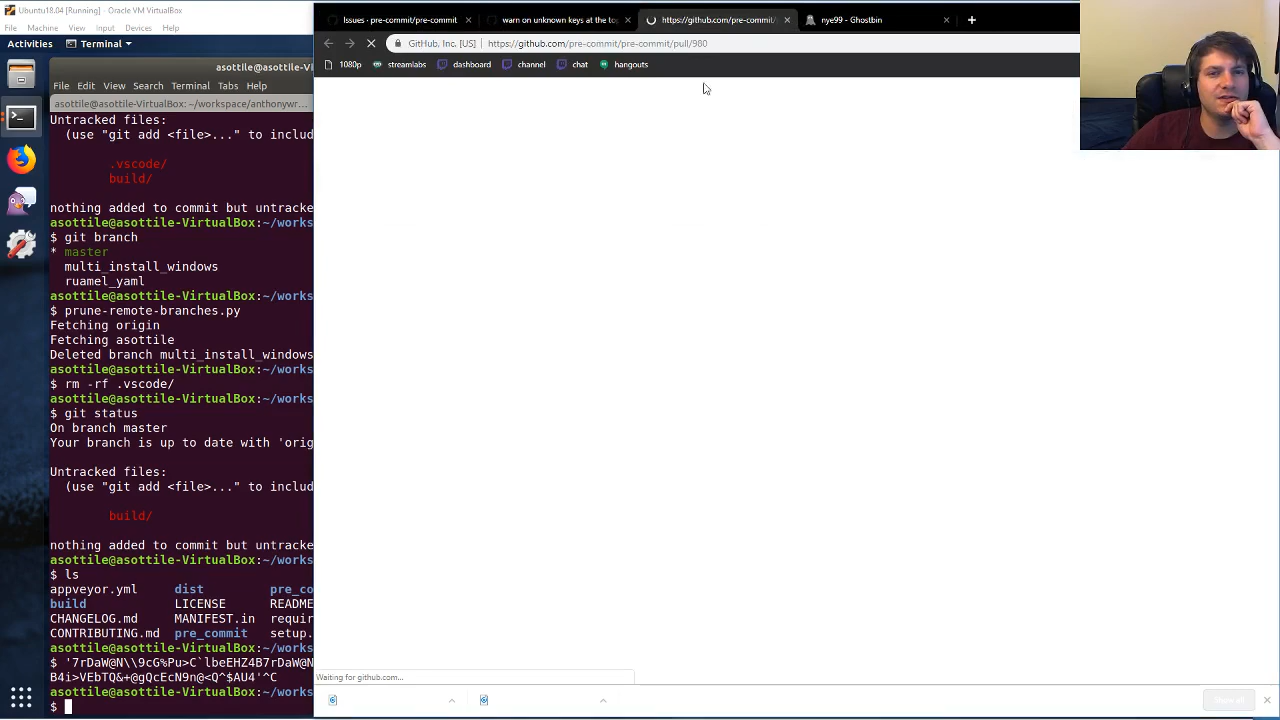 Ubuntu18.04 [Running] - Oracle VM VirtualBox
File Machine View Input Devices Help
Activities Terminal
Issues · pre-commit/pre-commit
warn on unknown keys at the to
https://github.com/pre-commit/
nye99 - Ghostbin
GitHub, Inc. [US] https://github.com/pre-commit/pre-commit/pull/980
1080p streamlabs dashboard channel chat hangouts
asottile@asottile-VirtualBox
File Edit View Search Terminal Tabs Help
asottile@asottile-VirtualBox: ~/workspace/anthonywr...
Untracked files:
(use "git add <file>..." to includ
.vscode/
build/
nothing added to commit but untracke
asottile@asottile-VirtualBox:~/works
$ git branch
* master
multi_install_windows
ruamel_yaml
asottile@asottile-VirtualBox:~/works
$ prune-remote-branches.py
Fetching origin
Fetching asottile
Deleted branch multi_install_windows
asottile@asottile-VirtualBox:~/works
$ rm -rf .vscode/
asottile@asottile-VirtualBox:~/works
$ git status
On branch master
Your branch is up to date with 'orig
Untracked files:
(use "git add <file>..." to includ
build/
nothing added to commit but untracke
asottile@asottile-VirtualBox:~/works
$ ls
appveyor.yml dist pre_co
build LICENSE README
CHANGELOG.md MANIFEST.in requir
CONTRIBUTING.md pre_commit setup.
asottile@asottile-VirtualBox:~/works
$ '7rDaW@N\\9cG%Pu>C`lbeEHZ4B7rDaW@N
B4i>VEbTQ&+@gQcEcN9n@<Q^$AU4'^C
asottile@asottile-VirtualBox:~/works
$
Waiting for github.com...
Show all